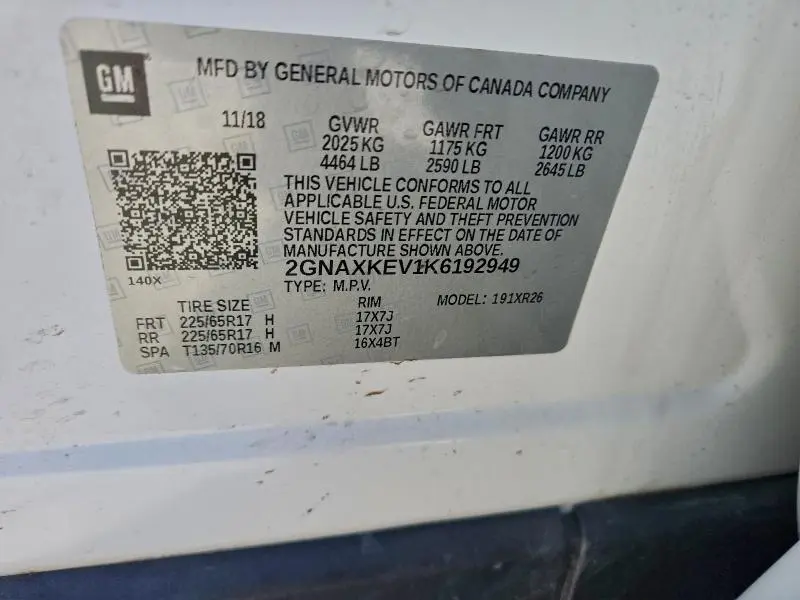 GM
MFD BY GENERAL MOTORS OF CANADA COMPANY
11/18 GVWR GAWR FRT GAWR RR
2025 KG 1175 KG 1200 KG
4464 LB 2590 LB 2645 LB
THIS VEHICLE CONFORMS TO ALL
APPLICABLE U.S. FEDERAL MOTOR
VEHICLE SAFETY AND THEFT PREVENTION
STANDARDS IN EFFECT ON THE DATE OF
MANUFACTURE SHOWN ABOVE.
2GNAXKEV1K6192949
140X TYPE: M.P.V.
TIRE SIZE RIM MODEL: 191XR26
FRT 225/65R17 H 17X7J
RR 225/65R17 H 17X7J
SPA T135/70R16 M 16X4BT